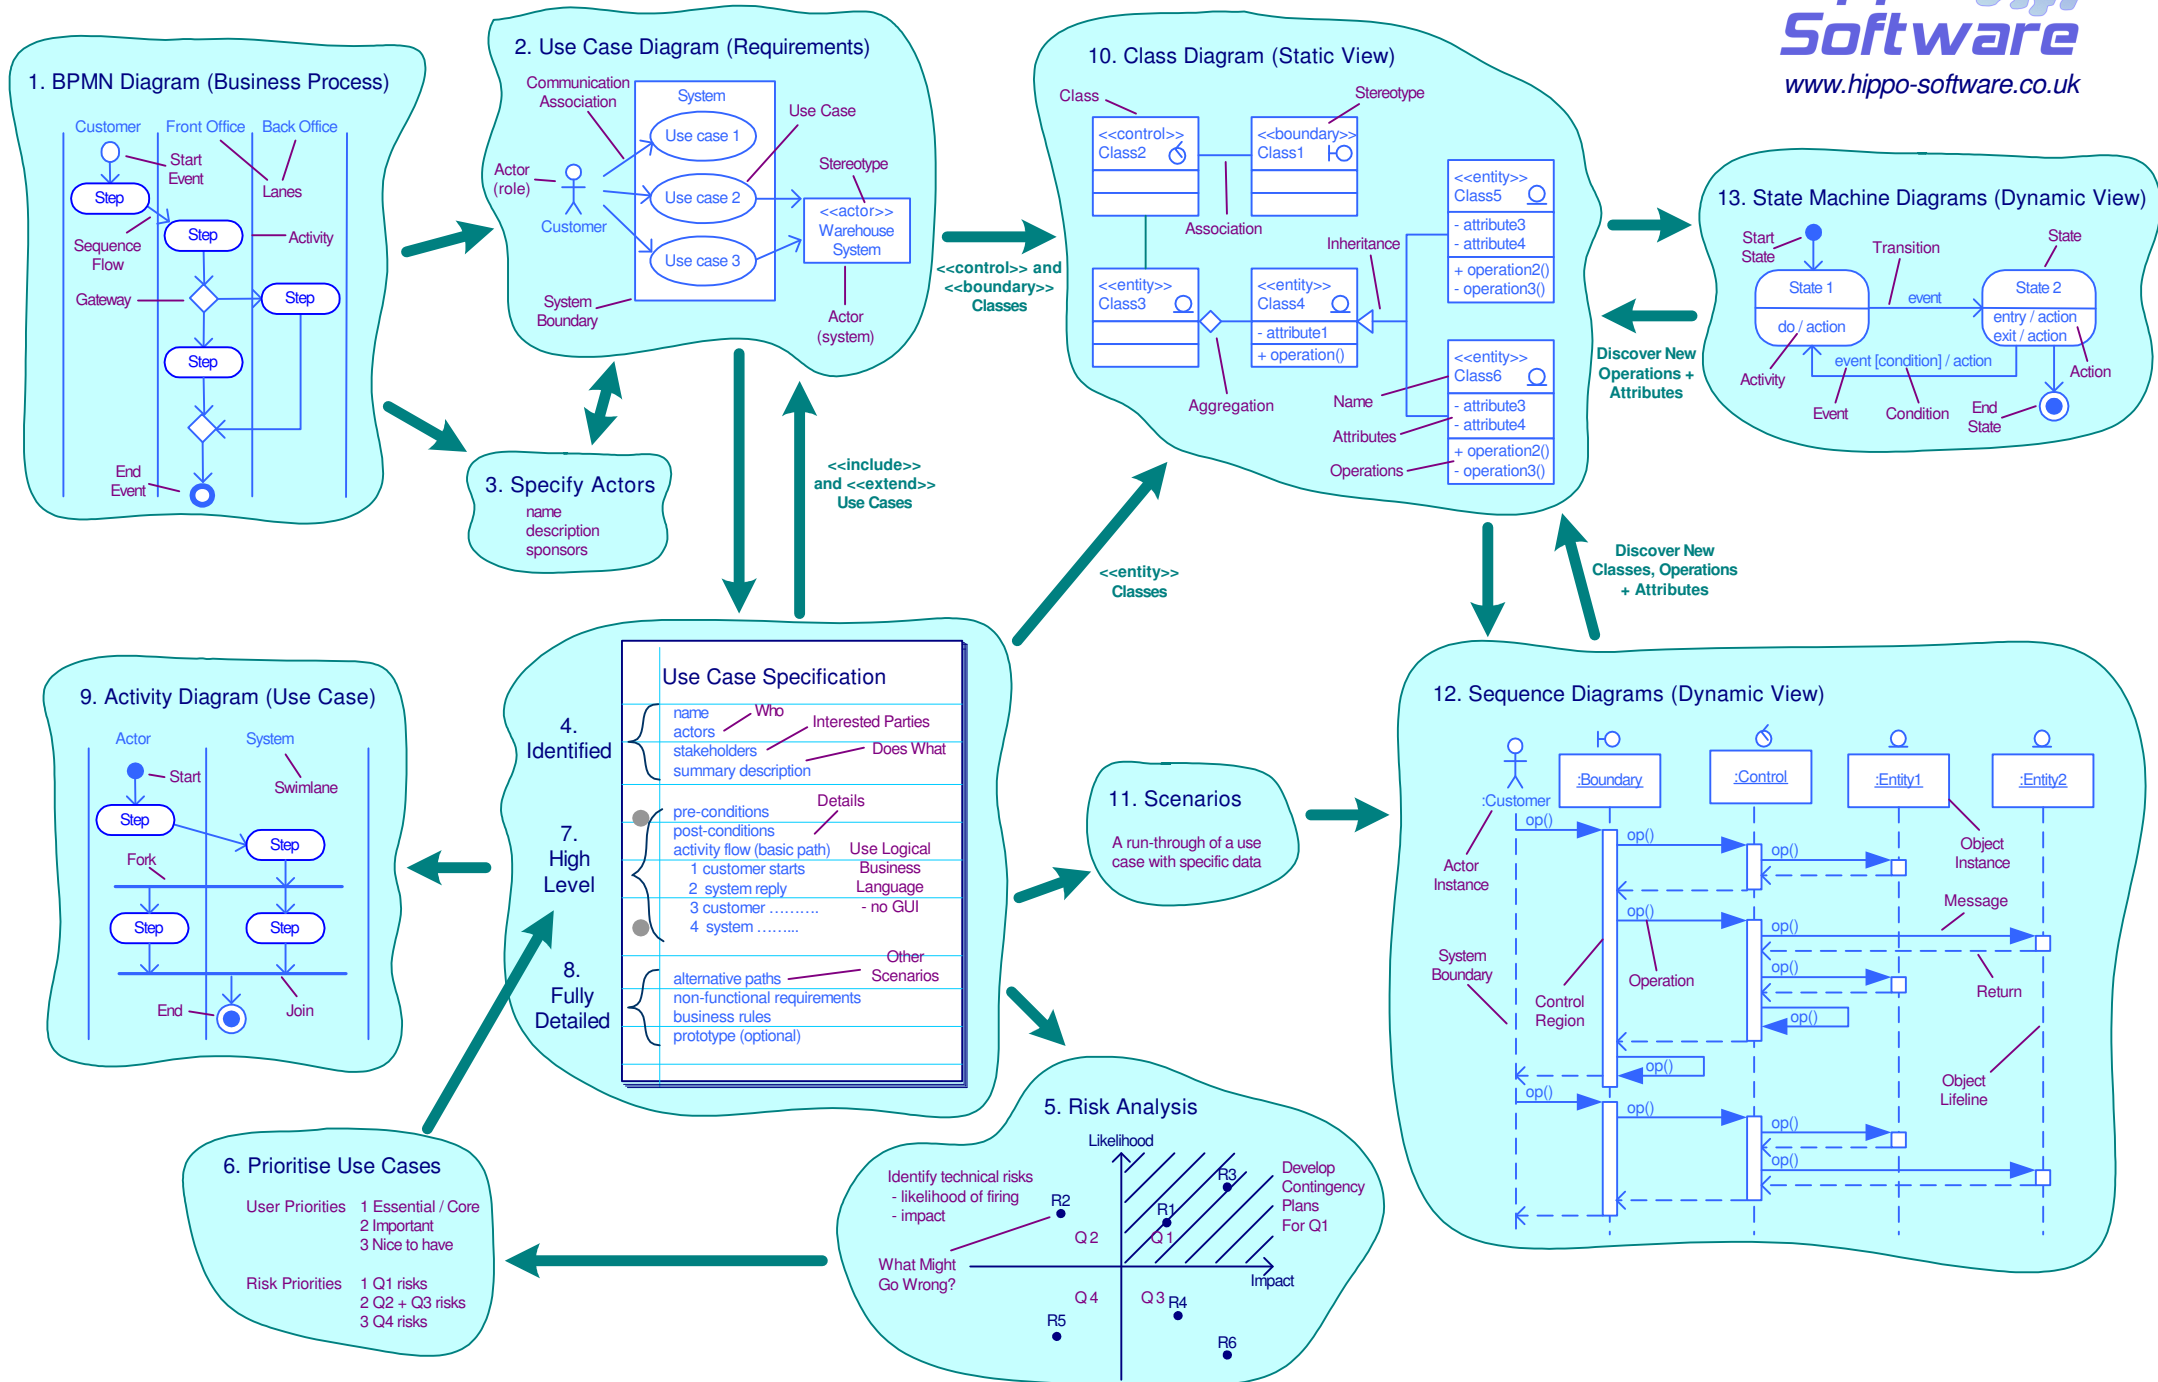 Software
www.hippo-software.co.uk
1. BPMN Diagram (Business Process)
Customer
Front Office
Back Office
Start
Event
Lanes
Step
Sequence
Flow
Step
Activity
Gateway
Step
Step
End
Event
2. Use Case Diagram (Requirements)
Communication
Association
System
Use Case
Use case 1
Actor
(role)
Stereotype
Use case 2
<<actor>>
Warehouse
System
Customer
Use case 3
System
Boundary
Actor
(system)
3. Specify Actors
name
description
sponsors
<<control>> and
<<boundary>>
Classes
<<include>>
and <<extend>>
Use Cases
<<entity>>
Classes
10. Class Diagram (Static View)
Class
Stereotype
<<control>>
Class2
<<boundary>>
Class1
<<entity>>
Class5
- attribute3
- attribute4
+ operation2()
- operation3()
Association
Inheritance
<<entity>>
Class3
<<entity>>
Class4
- attribute1
+ operation()
<<entity>>
Class6
- attribute3
- attribute4
+ operation2()
- operation3()
Aggregation
Name
Attributes
Operations
13. State Machine Diagrams (Dynamic View)
Start
State
Transition
State
State 1
event
State 2
do / action
entry / action
exit / action
event [condition] / action
Activity
Event
Condition
Action
End
State
Discover New
Operations +
Attributes
Discover New
Classes, Operations
+ Attributes
9. Activity Diagram (Use Case)
Actor
System
Start
Swimlane
Step
Step
Fork
Step
Step
End
Join
Use Case Specification
4.
Identified
name
actors
stakeholders
summary description
Who
Interested Parties
Does What
7.
High
Level
pre-conditions
post-conditions
activity flow (basic path)
1 customer starts
2 system reply
3 customer ..........
4 system .........
Details
Use Logical
Business
Language
- no GUI
8.
Fully
Detailed
alternative paths
non-functional requirements
business rules
prototype (optional)
Other
Scenarios
11. Scenarios
A run-through of a use
case with specific data
12. Sequence Diagrams (Dynamic View)
:Customer
:Boundary
:Control
:Entity1
:Entity2
op()
op()
op()
Actor
Instance
Object
Instance
op()
op()
Message
System
Boundary
Operation
op()
Return
Control
Region
op()
op()
Object
Lifeline
op()
op()
op()
op()
5. Risk Analysis
Likelihood
Identify technical risks
- likelihood of firing
- impact
R2
R3
R1
Q2
Q1
Develop
Contingency
Plans
For Q1
What Might
Go Wrong?
Impact
Q4
Q3
R4
R5
R6
6. Prioritise Use Cases
User Priorities
1 Essential / Core
2 Important
3 Nice to have
Risk Priorities
1 Q1 risks
2 Q2 + Q3 risks
3 Q4 risks